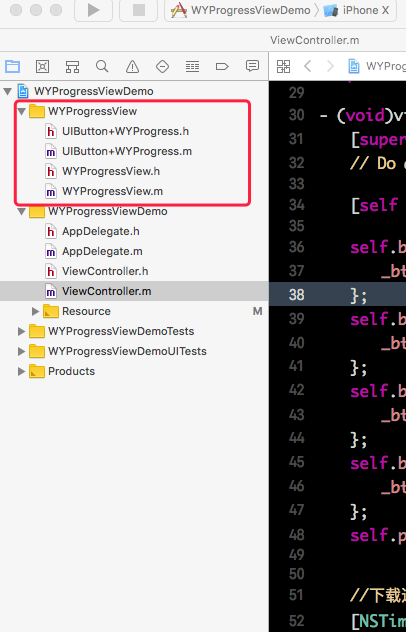 WYProgressViewDemo
iPhone X
ViewController.m
WYProgressViewDemo
WYProg
WYProgressView
UIButton+WYProgress.h
UIButton+WYProgress.m
WYProgressView.h
WYProgressView.m
WYProgressViewDemo
AppDelegate.h
AppDelegate.m
ViewController.h
ViewController.m
Resource M
WYProgressViewDemoTests
WYProgressViewDemoUITests
Products
29
30 - (void)v
31 [super
32 // Do
33
34 [self
35
36 self.b
37 _bt
38 };
39 self.b
40 _bt
41 };
42 self.b
43 _bt
44 };
45 self.b
46 _bt
47 };
48 self.p
49
50
51 //下载
52 [NSTim